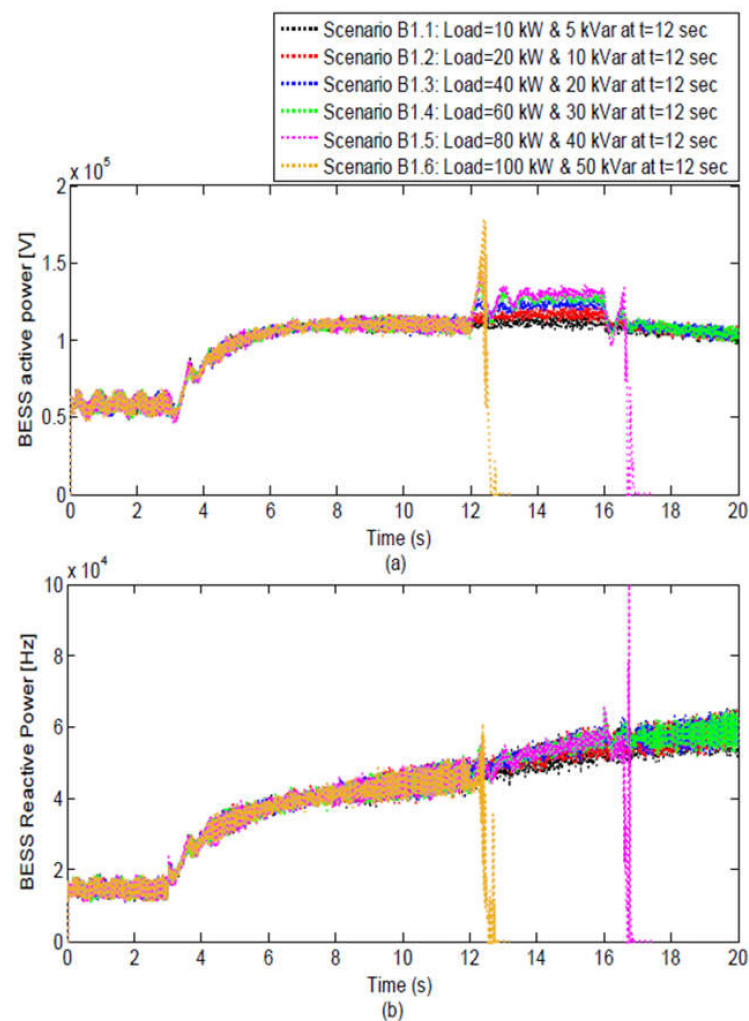 Scenario B1.1: Load=10 kW & 5 kVar at t=12 sec
Scenario B1.2: Load=20 kW & 10 kVar at t=12 sec
Scenario B1.3: Load=40 kW & 20 kVar at t=12 sec
Scenario B1.4: Load=60 kW & 30 kVar at t=12 sec
Scenario B1.5: Load=80 kW & 40 kVar at t=12 sec
Scenario B1.6: Load=100 kW & 50 kVar at t=12 sec
x 10^5
2
1.5
1
0.5
0
BESS active power [V]
0 2 4 6 8 10 12 14 16 18 20
Time (s)
(a)
x 10^4
10
8
6
4
2
0
BESS Reactive Power [Hz]
0 2 4 6 8 10 12 14 16 18 20
Time (s)
(b)